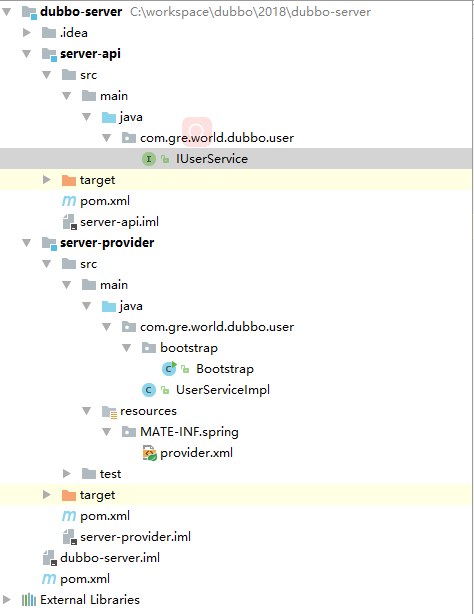 dubbo-server C:\workspace\dubbo\2018\dubbo-server
.idea
server-api
src
main
java
com.gre.world.dubbo.user
I IUserService
target
m pom.xml
server-api.iml
server-provider
src
main
java
com.gre.world.dubbo.user
bootstrap
C Bootstrap
C UserServiceImpl
resources
MATE-INF.spring
provider.xml
test
target
m pom.xml
server-provider.iml
dubbo-server.iml
m pom.xml
External Libraries